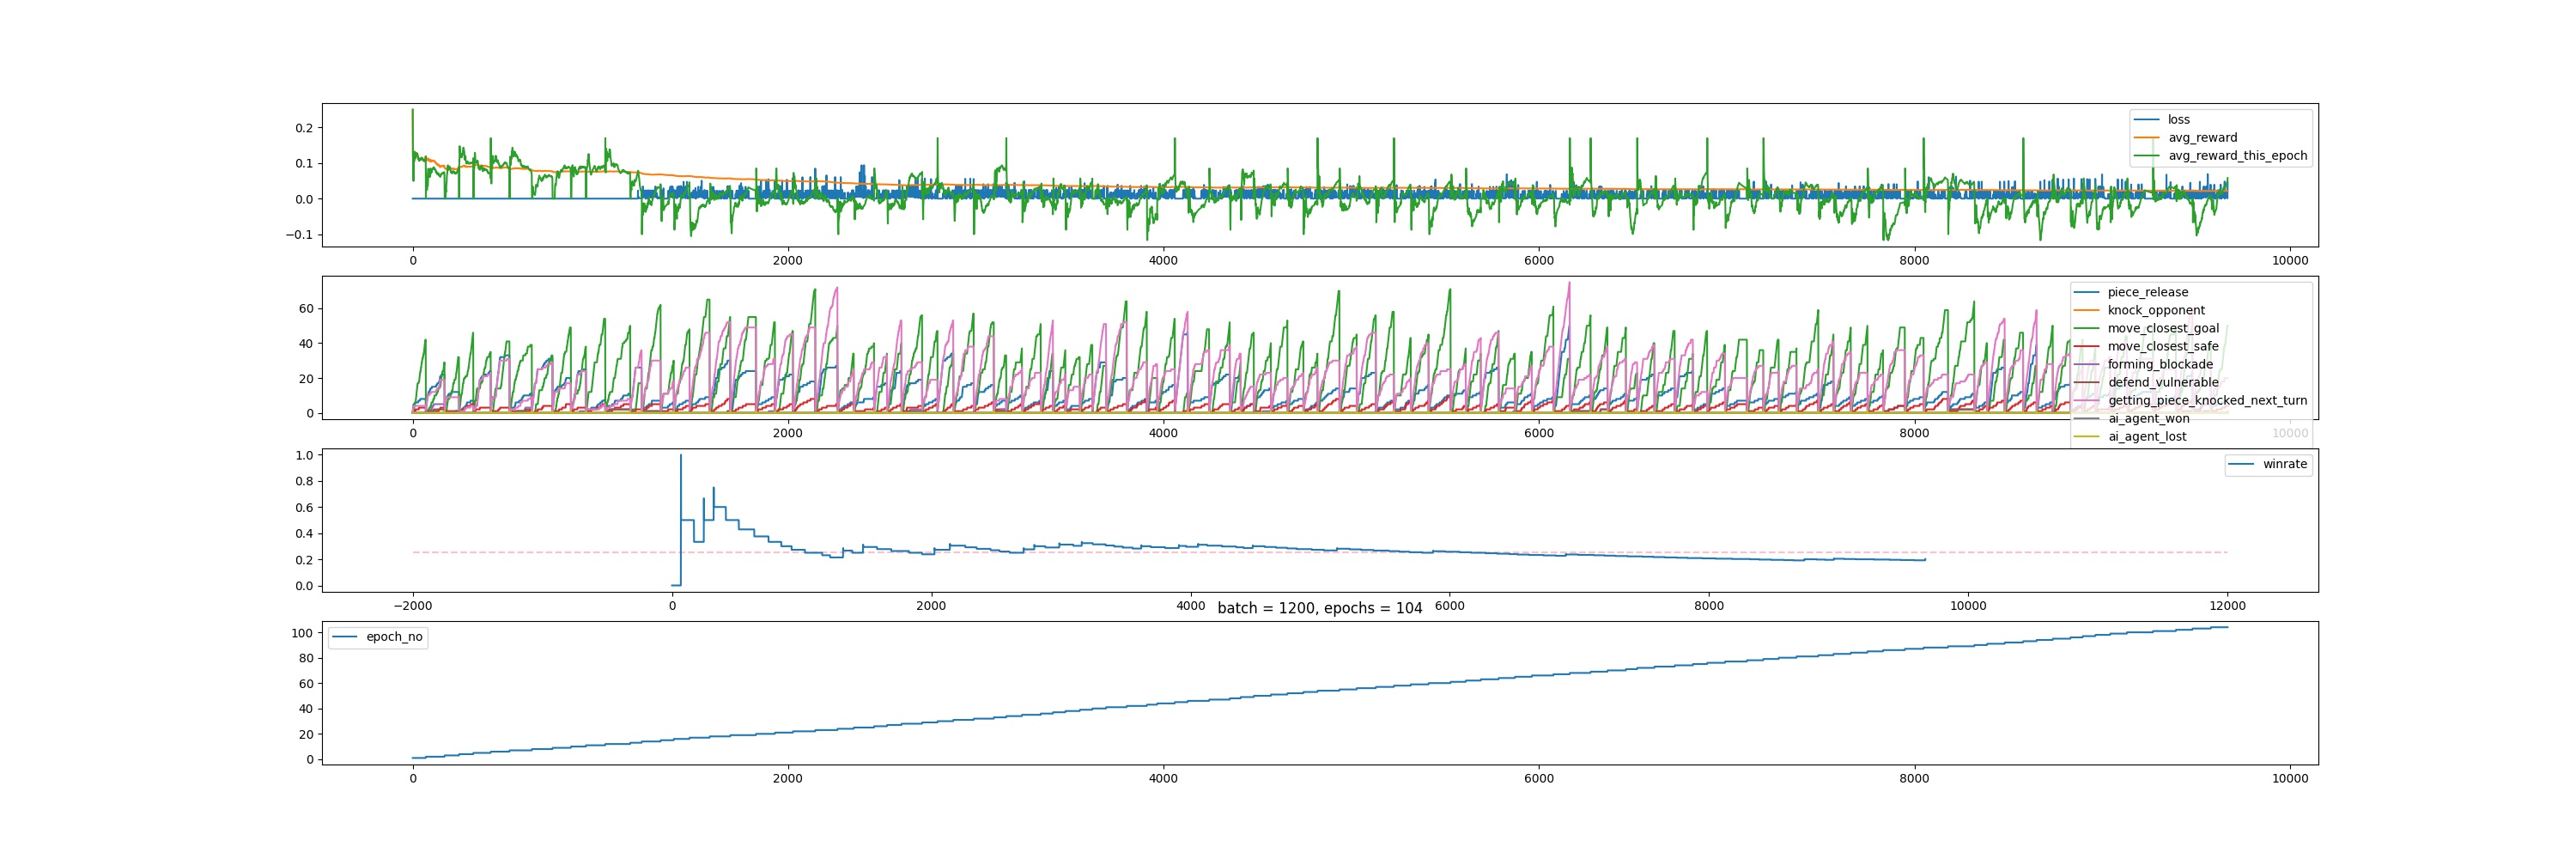 0.2
0.1
0.0
−0.1
loss
avg_reward
avg_reward_this_epoch
0 2000 4000 6000 8000 10000
60
40
20
0
piece_release
knock_opponent
move_closest_goal
move_closest_safe
forming_blockade
defend_vulnerable
getting_piece_knocked_next_turn
ai_agent_won
ai_agent_lost
0 2000 4000 6000 8000 10000
1.0
0.8
0.6
0.4
0.2
0.0
winrate
−2000 0 2000 4000 6000 8000 10000 12000
batch = 1200, epochs = 104
100
80
60
40
20
0
epoch_no
0 2000 4000 6000 8000 10000